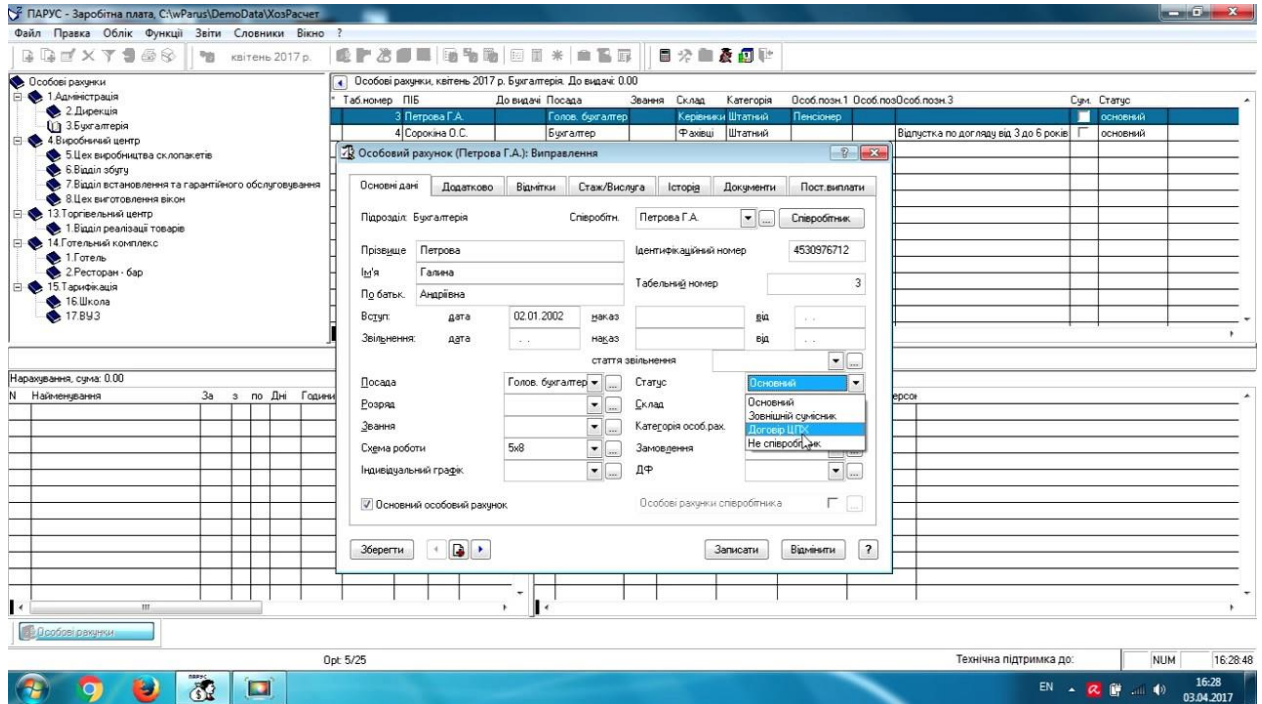 ПАРУС - Заробітна плата, C:\wParus\DemoData\ХозРасчет
Файл Правка Облік Функції Звіти Словники Вікно ?
квітень 2017 р.
Особові рахунки
1.Адміністрація
2.Дирекція
3.Бухгалтерія
4.Виробничий центр
5.Цех виробництва склопакетів
6.Відділ збуту
7.Відділ встановлення та гарантійного обслуговування
8.Цех виготовлення вікон
13.Торгівельний центр
1.Відділ реалізації товарів
14.Готельний комплекс
1.Готель
2.Ресторан - бар
15.Тарифікація
16.Школа
17.ВУЗ
Особові рахунки, квітень 2017 р. Бухгалтерія. До видачі: 0.00
Таб.номер ПІБ До видачі Посада Звання Склад Категорія Особ.позн.1 Особ.поз Особ.позн.3 Сум. Статус
3 Петрова Г.А. Голов. бухгалтер Керівники Штатний Пенсіонер основний
4 Сорокіна О.С. Бухгалтер Фахівці Штатний Відпустка по догляду від 3 до 6 років основний
Особовий рахунок (Петрова Г.А.): Виправлення
Основні дані Додатково Відмітки Стаж/Вислуга Історія Документи Пост.виплати
Підрозділ: Бухгалтерія Співробітн. Петрова Г.А. ... Співробітник
Прізвище Петрова Ідентифікаційний номер 4530976712
Ім'я Галина
Табельний номер 3
По батьк. Андріївна
Вступ: дата 02.01.2002 наказ від . .
Звільнення: дата . . наказ від . .
стаття звільнення ...
Посада Голов. бухгалтер ... Статус Основний
Розряд ... Склад Основний
Зовнішній сумісник
Звання ... Категорія особ.рах. Договір ЦПХ
Не співробітник
Схема роботи 5x8 ... Замовлення ...
Індивідуальний графік ... ДФ ...
Основний особовий рахунок Особові рахунки співробітника ...
Зберегти Записати Відмінити ?
Нарахування, сума: 0.00
N Найменування За з по Дні Години
Особові рахунки
Opt: 5/25 Технічна підтримка до: NUM 16:28:48
ПАРУС
EN 16:28
03.04.2017